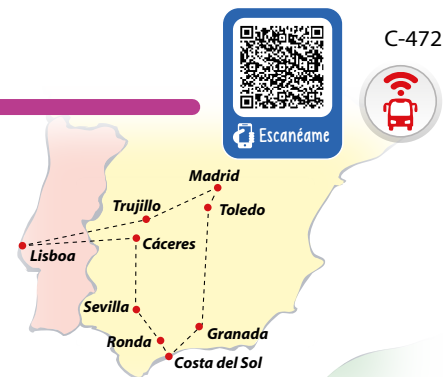 C-472
Escanéame
Madrid
Trujillo
Toledo
Cáceres
Lisboa
Sevilla
Ronda
Granada
Costa del Sol